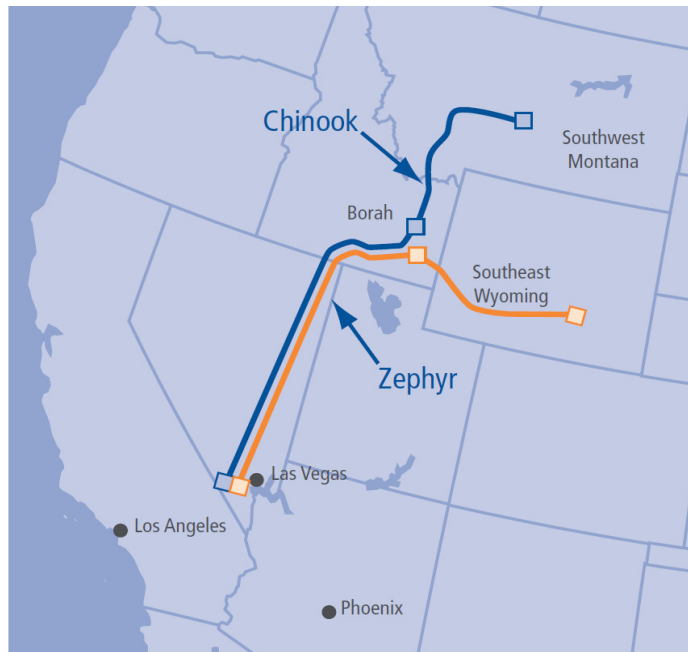 Chinook
Southwest
Montana
Borah
Southeast
Wyoming
Zephyr
Las Vegas
Los Angeles
Phoenix